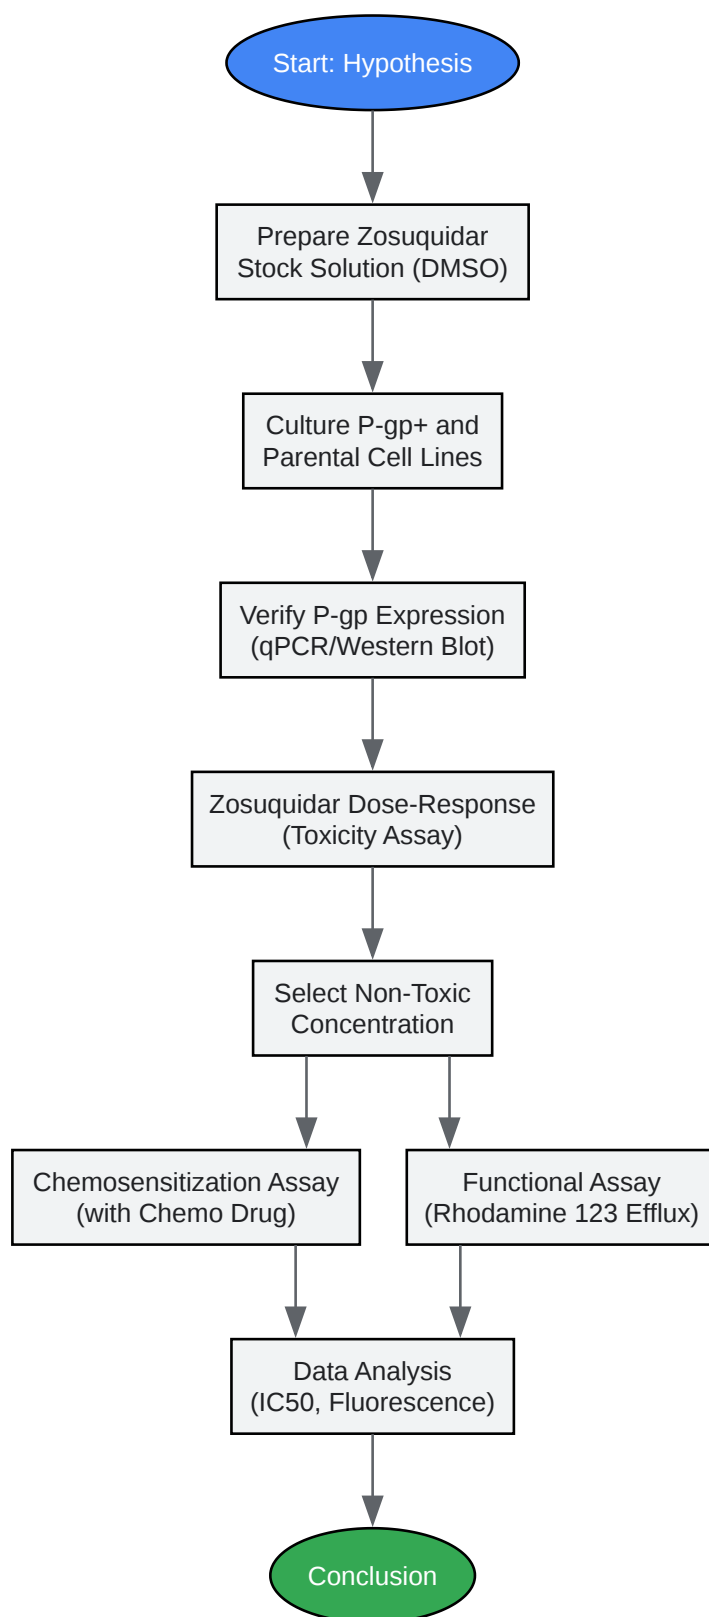 Start: Hypothesis
Prepare Zosuquidar
Stock Solution (DMSO)
Culture P-gp+ and
Parental Cell Lines
Verify P-gp Expression
(qPCR/Western Blot)
Zosuquidar Dose-Response
(Toxicity Assay)
Select Non-Toxic
Concentration
Chemosensitization Assay
(with Chemo Drug)
Functional Assay
(Rhodamine 123 Efflux)
Data Analysis
(IC50, Fluorescence)
Conclusion